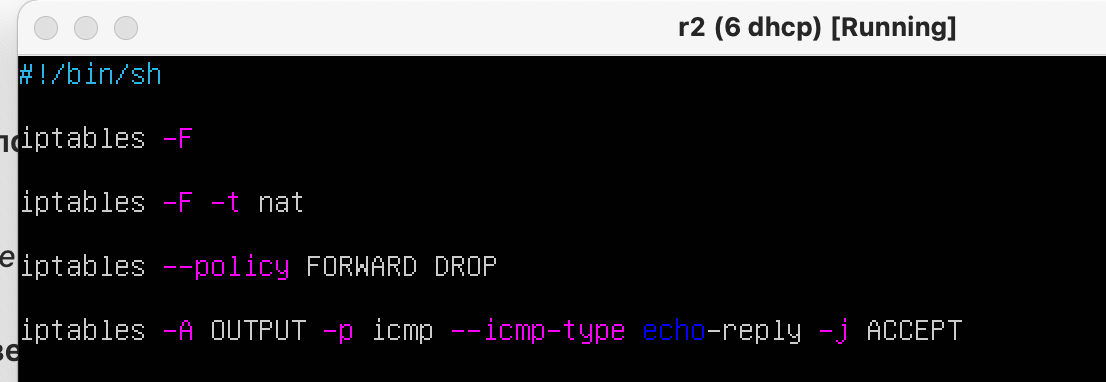 r2 (6 dhcp) [Running]
#!/bin/sh
iptables -F
iptables -F -t nat
iptables --policy FORWARD DROP
iptables -A OUTPUT -p icmp --icmp-type echo-reply -j ACCEPT